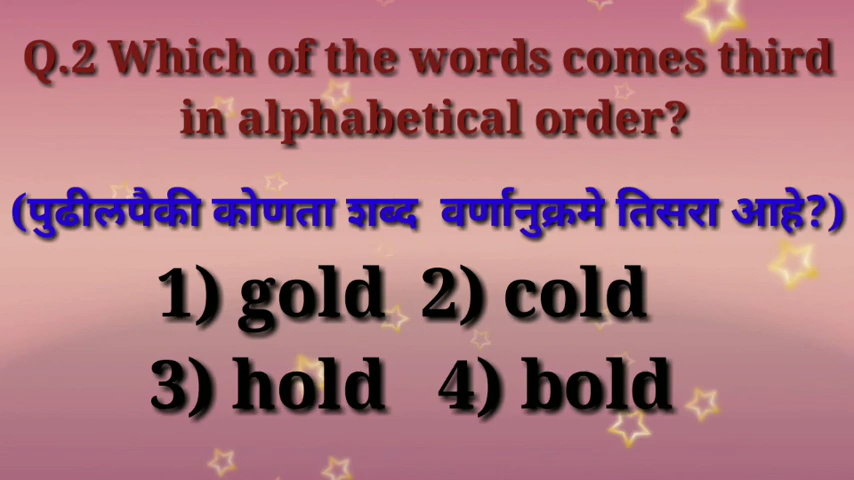 Q.2 Which of the words comes third
in alphabetical order?
(पुढीलपैकी कोणता शब्द वर्णानुक्रमे तिसरा आहे?)
1) gold 2) cold
3) hold 4) bold